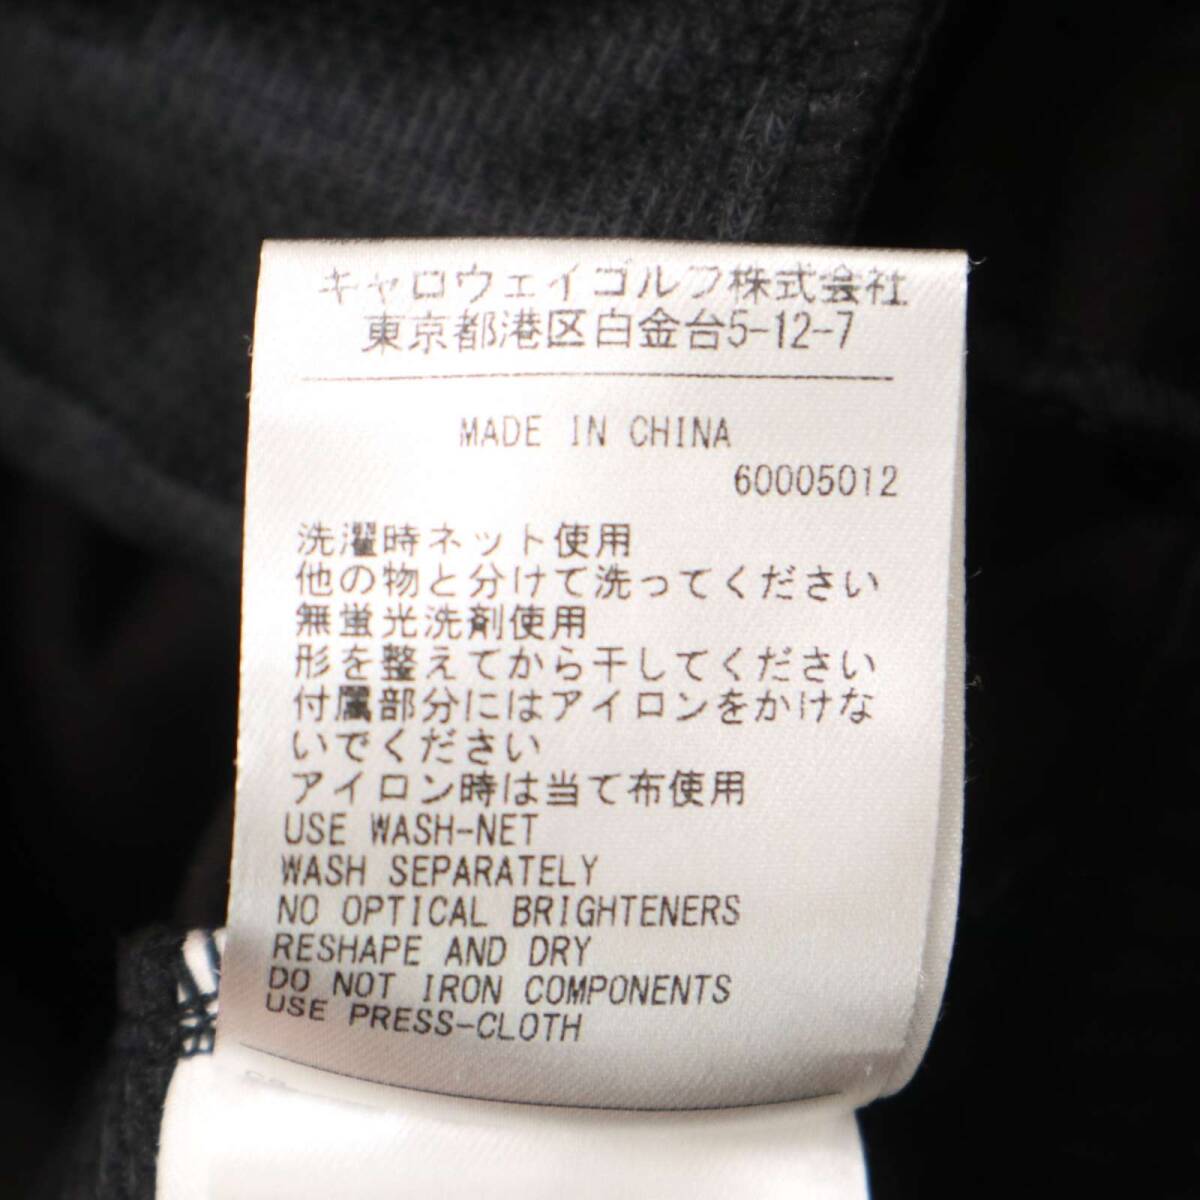 キャロウェイゴルフ株式会社
東京都港区白金台5-12-7
MADE IN CHINA
60005012
洗濯時ネット使用
他の物と分けて洗ってください
無蛍光洗剤使用
形を整えてから干してください
付属部分にはアイロンをかけな
いでください
アイロン時は当て布使用
USE WASH-NET
WASH SEPARATELY
NO OPTICAL BRIGHTENERS
RESHAPE AND DRY
DO NOT IRON COMPONENTS
USE PRESS-CLOTH